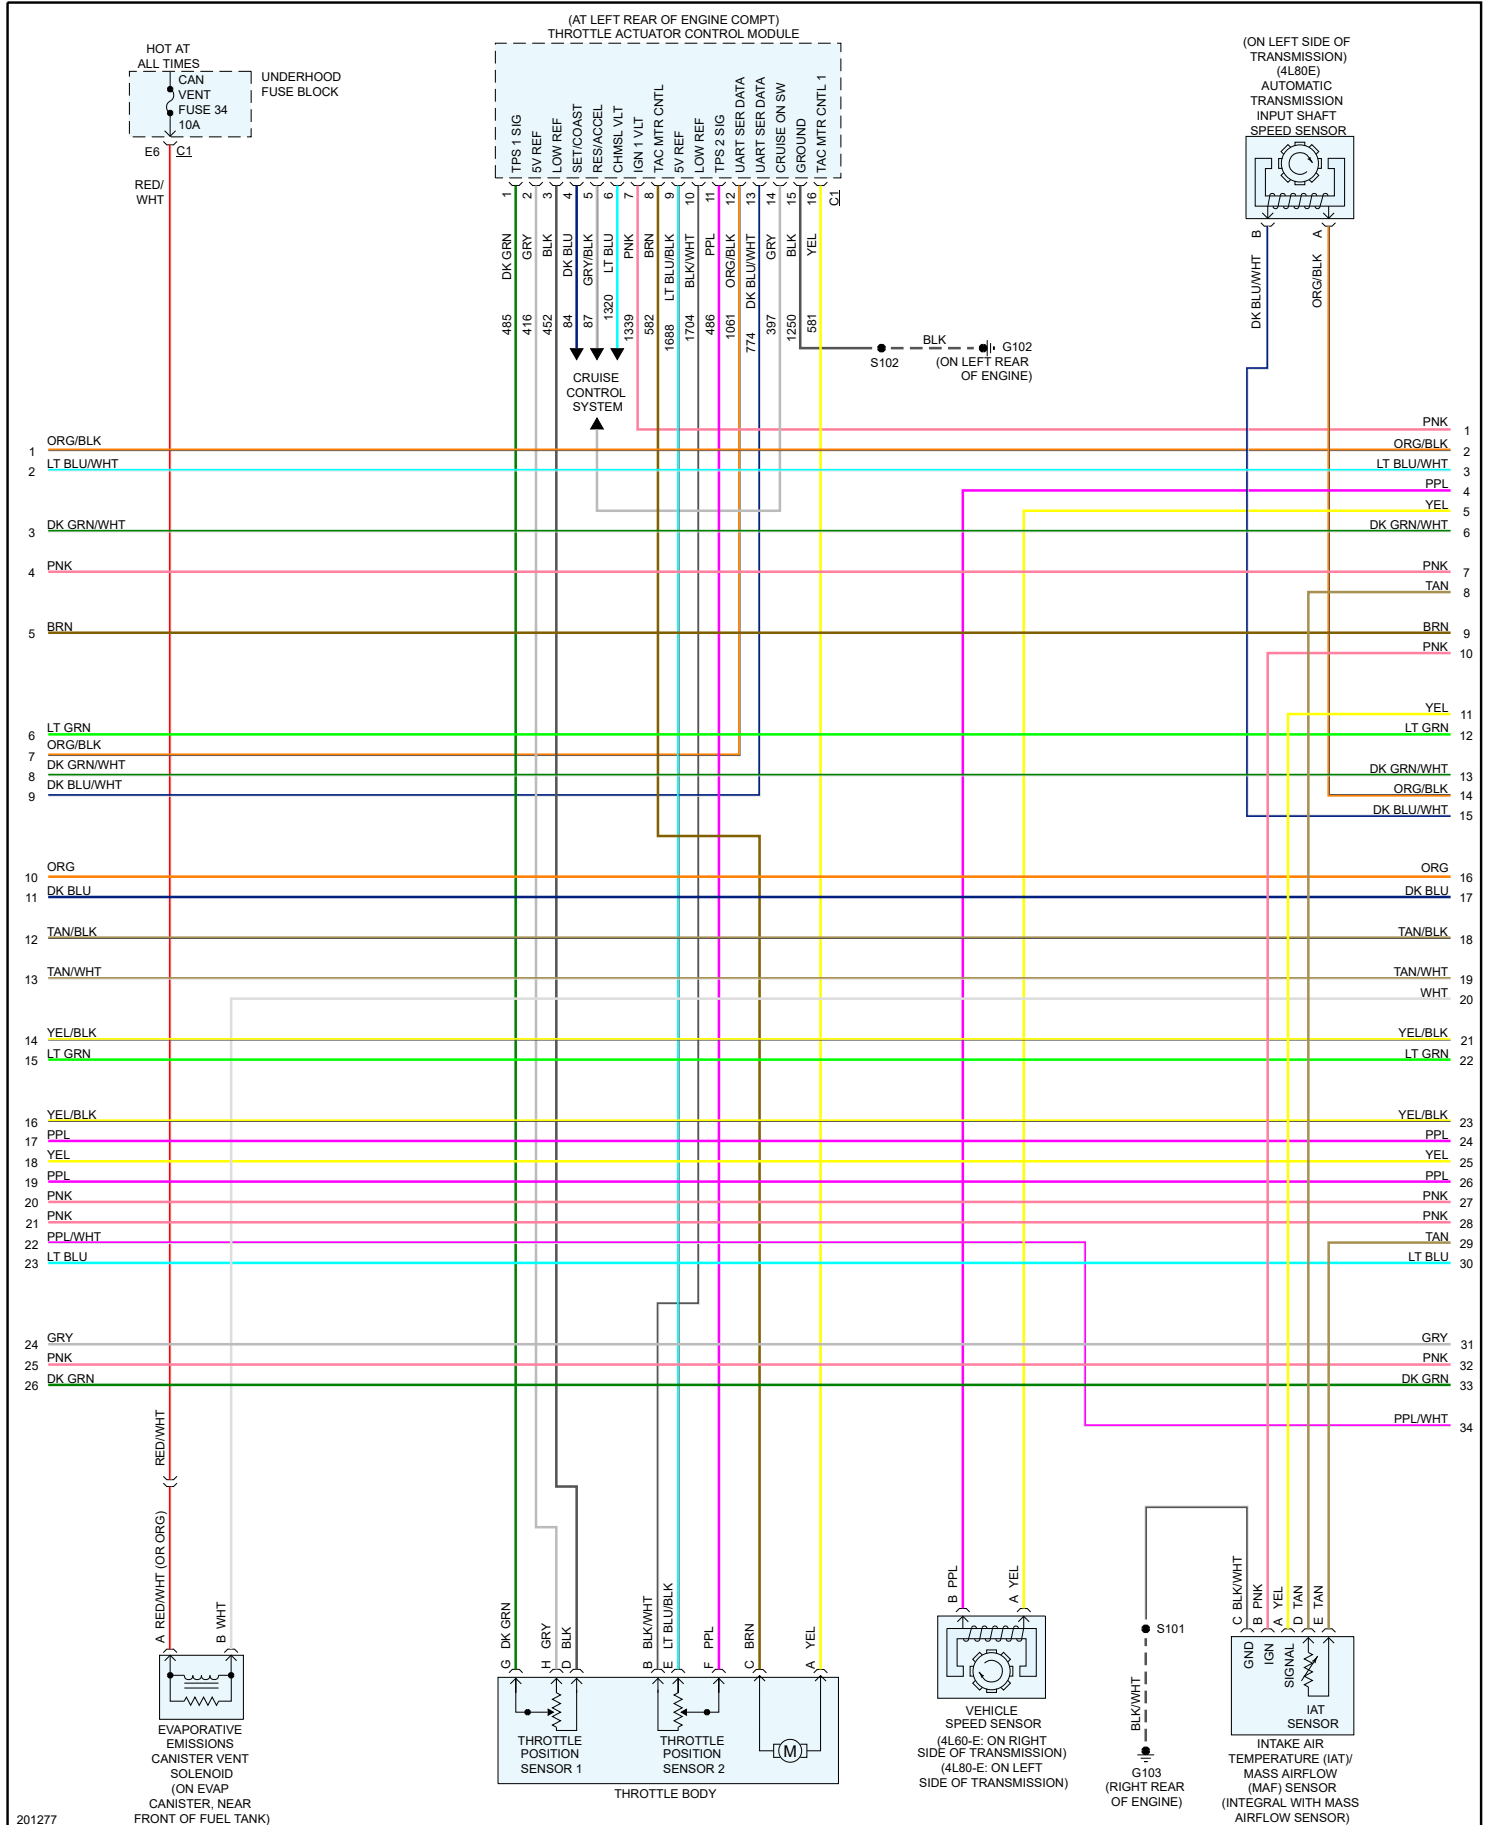 (AT LEFT REAR OF ENGINE COMPT)
THROTTLE ACTUATOR CONTROL MODULE
HOT AT
ALL TIMES
CAN
VENT
FUSE 34
10A
UNDERHOOD
FUSE BLOCK
E6 C1
RED/
WHT
TPS 1 SIG
5V REF
LOW REF
SET/COAST
RES/ACCEL
CHMSL VLT
IGN 1 VLT
TAC MTR CNTL
5V REF
LOW REF
TPS 2 SIG
UART SER DATA
UART SER DATA
CRUISE ON SW
GROUND
TAC MTR CNTL 1
1 2 3 4 5 6 7 8 9 10 11 12 13 14 15 16 C1
DK GRN
GRY
BLK
DK BLU
GRY/BLK
LT BLU
PNK
BRN
LT BLU/BLK
BLK/WHT
PPL
ORG/BLK
DK BLU/WHT
GRY
BLK
YEL
485
416
452
84
87
1320
1339
582
1688
1704
486
1061
774
397
1250
581
CRUISE
CONTROL
SYSTEM
S102
BLK
G102
(ON LEFT REAR
OF ENGINE)
(ON LEFT SIDE OF
TRANSMISSION)
(4L80E)
AUTOMATIC
TRANSMISSION
INPUT SHAFT
SPEED SENSOR
B
A
DK BLU/WHT
ORG/BLK
1 ORG/BLK
2 LT BLU/WHT
3 DK GRN/WHT
4 PNK
5 BRN
6 LT GRN
7 ORG/BLK
8 DK GRN/WHT
9 DK BLU/WHT
10 ORG
11 DK BLU
12 TAN/BLK
13 TAN/WHT
14 YEL/BLK
15 LT GRN
16 YEL/BLK
17 PPL
18 YEL
19 PPL
20 PNK
21 PNK
22 PPL/WHT
23 LT BLU
24 GRY
25 PNK
26 DK GRN
PNK 1
ORG/BLK 2
LT BLU/WHT 3
PPL 4
YEL 5
DK GRN/WHT 6
PNK 7
TAN 8
BRN 9
PNK 10
YEL 11
LT GRN 12
DK GRN/WHT 13
ORG/BLK 14
DK BLU/WHT 15
ORG 16
DK BLU 17
TAN/BLK 18
TAN/WHT 19
WHT 20
YEL/BLK 21
LT GRN 22
YEL/BLK 23
PPL 24
YEL 25
PPL 26
PNK 27
PNK 28
TAN 29
LT BLU 30
GRY 31
PNK 32
DK GRN 33
PPL/WHT 34
RED/WHT
A RED/WHT (OR ORG)
B WHT
EVAPORATIVE
EMISSIONS
CANISTER VENT
SOLENOID
(ON EVAP
CANISTER, NEAR
FRONT OF FUEL TANK)
G DK GRN
H GRY
D BLK
B BLK/WHT
E LT BLU/BLK
F PPL
C BRN
A YEL
THROTTLE
POSITION
SENSOR 1
THROTTLE
POSITION
SENSOR 2
M
THROTTLE BODY
B PPL
A YEL
VEHICLE
SPEED SENSOR
(4L60-E: ON RIGHT
SIDE OF TRANSMISSION)
(4L80-E: ON LEFT
SIDE OF TRANSMISSION)
S101
BLK/WHT
G103
(RIGHT REAR
OF ENGINE)
C BLK/WHT
B PNK
A YEL
D TAN
E TAN
GND
IGN
SIGNAL
IAT
SENSOR
INTAKE AIR
TEMPERATURE (IAT)/
MASS AIRFLOW
(MAF) SENSOR
(INTEGRAL WITH MASS
AIRFLOW SENSOR)
201277